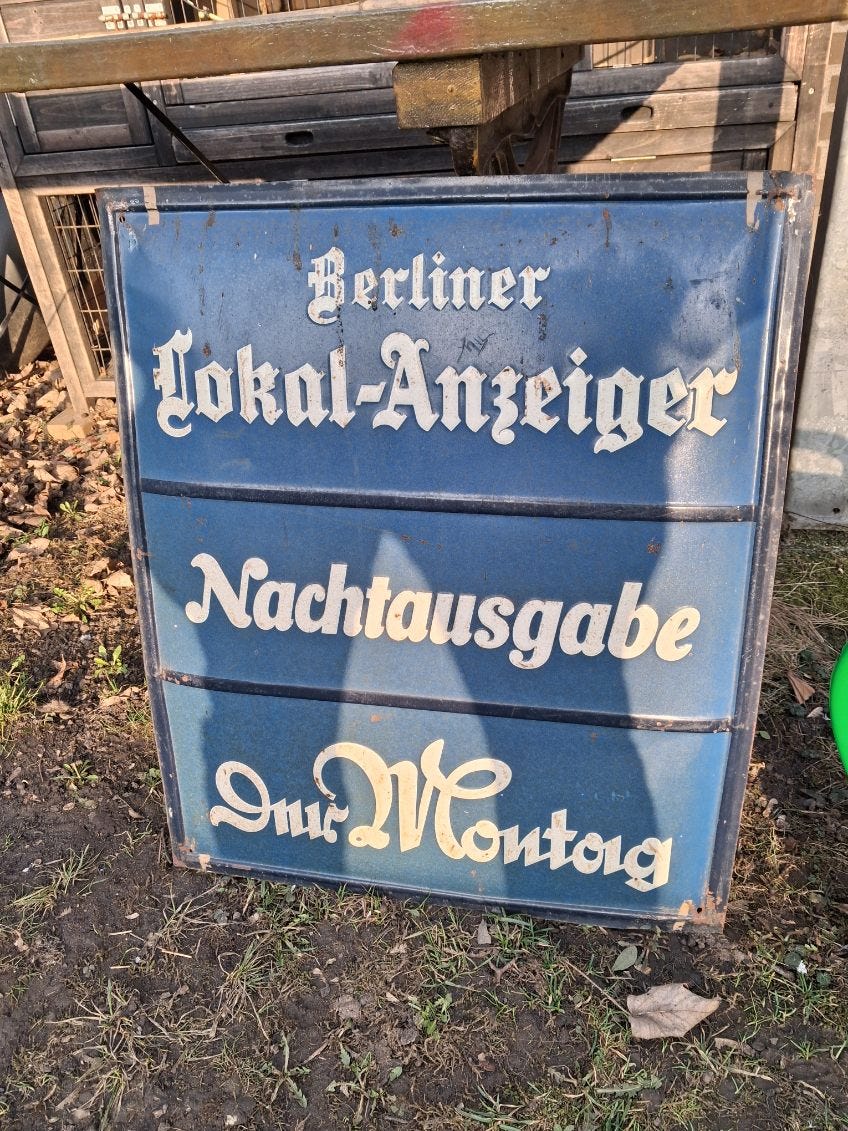 Berliner
Lokal-Anzeiger
Nachtausgabe
Der Montag